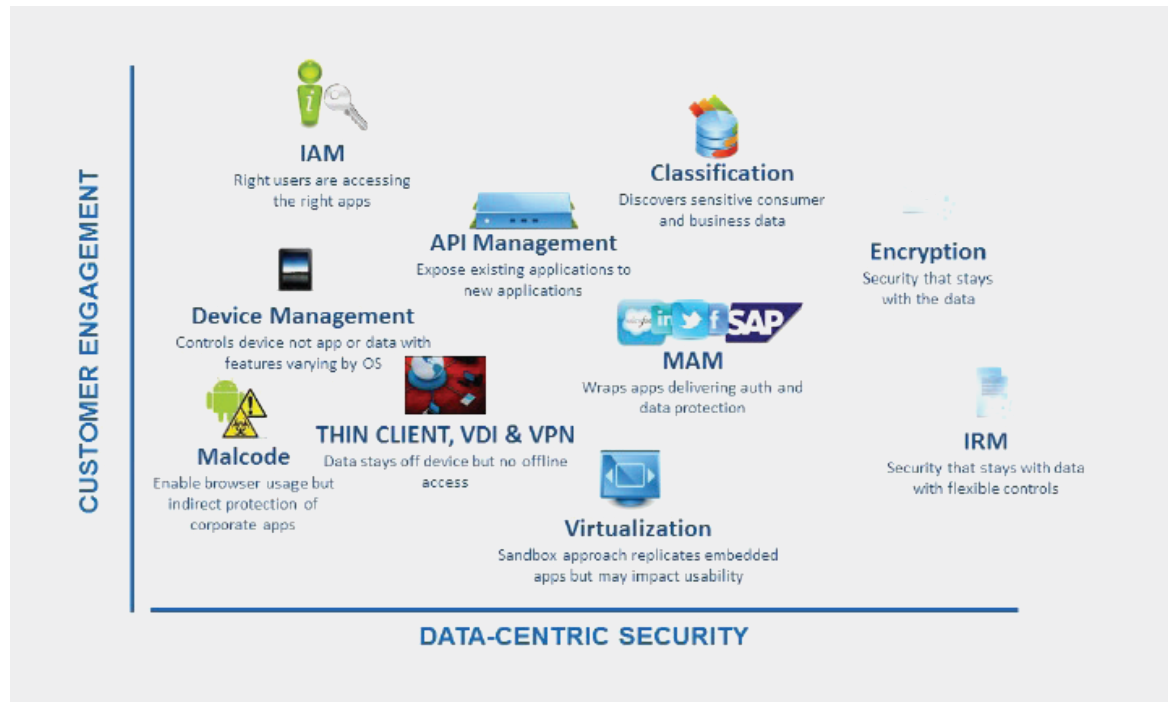 CUSTOMER ENGAGEMENT
IAM
Right users are accessing
the right apps
Classification
Discovers sensitive consumer
and business data
API Management
Expose existing applications to
new applications
Encryption
Security that stays
with the data
Device Management
Controls device not app or data with
features varying by OS
in
f
SAP
MAM
Wraps apps delivering auth and
data protection
THIN CLIENT, VDI & VPN
Data stays off device but no offline
access
Malcode
Enable browser usage but
indirect protection of
corporate apps
IRM
Security that stays with data
with flexible controls
Virtualization
Sandbox approach replicates embedded
apps but may impact usability
DATA-CENTRIC SECURITY